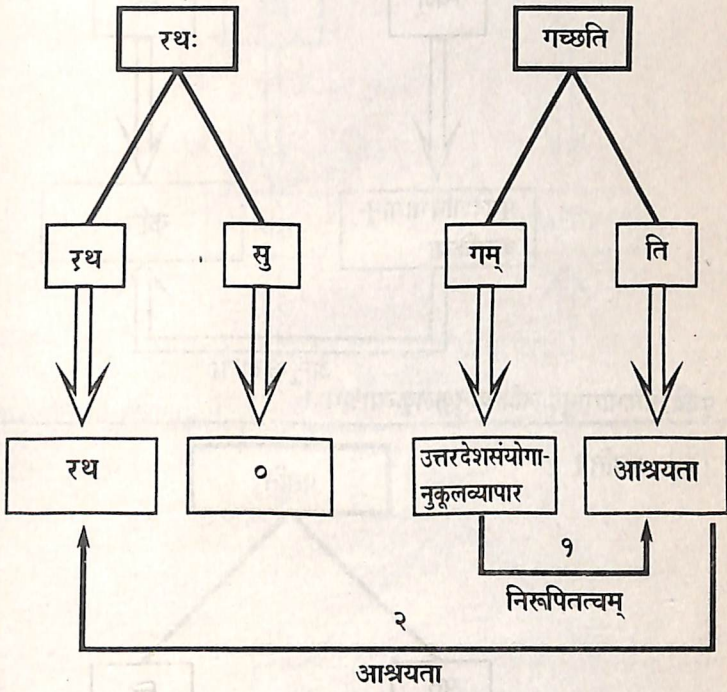 रथः गच्छति
रथ सु गम् ति
रथ ० उत्तरदेशसंयोगा-
नुकूलव्यापार आश्रयता
१
निरूपितत्त्वम्
२
आश्रयता